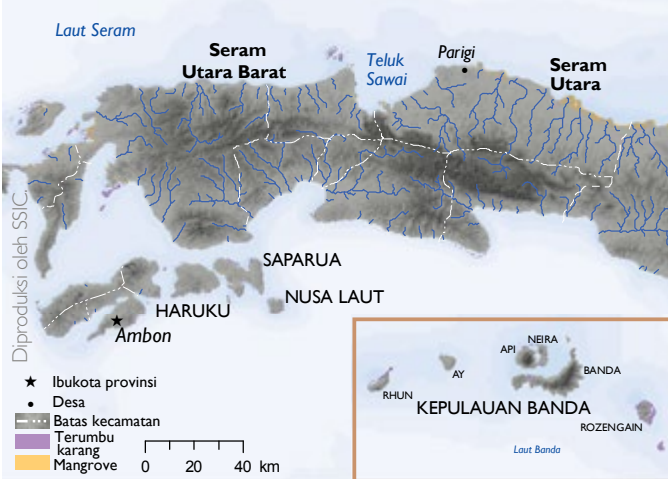 Laut Seram
Seram
Utara Barat
Teluk
Sawai
Parigi
Seram
Utara
Diproduksi oleh SSIC.
SAPARUA
NUSA LAUT
HARUKU
Ambon
Ibukota provinsi
Desa
Batas kecamatan
Terumbu
karang
Mangrove
0 20 40 km
NEIRA
API
AY
BANDA
RHUN
KEPULAUAN BANDA
ROZENGAIN
Laut Banda